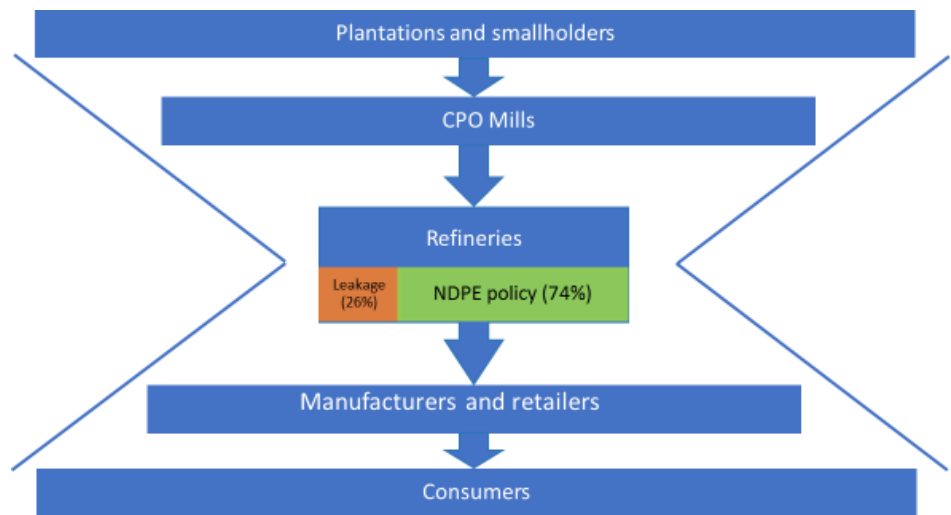 Plantations and smallholders
CPO Mills
Refineries
Leakage
(26%)
NDPE policy (74%)
Manufacturers and retailers
Consumers